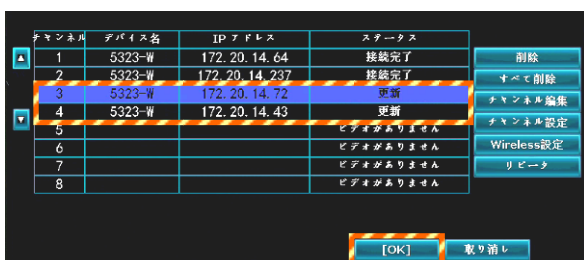 チャンネル デバイス名 IP アドレス ステータス
1 5323-W 172.20.14.64 接続完了 削除
2 5323-W 172.20.14.237 接続完了 すべて削除
3 5323-W 172.20.14.72 更新 チャンネル編集
4 5323-W 172.20.14.43 更新 チャンネル設定
5 ビデオがありません
6 ビデオがありません Wireless設定
7 ビデオがありません リピータ
8 ビデオがありません
[OK] 取り消し